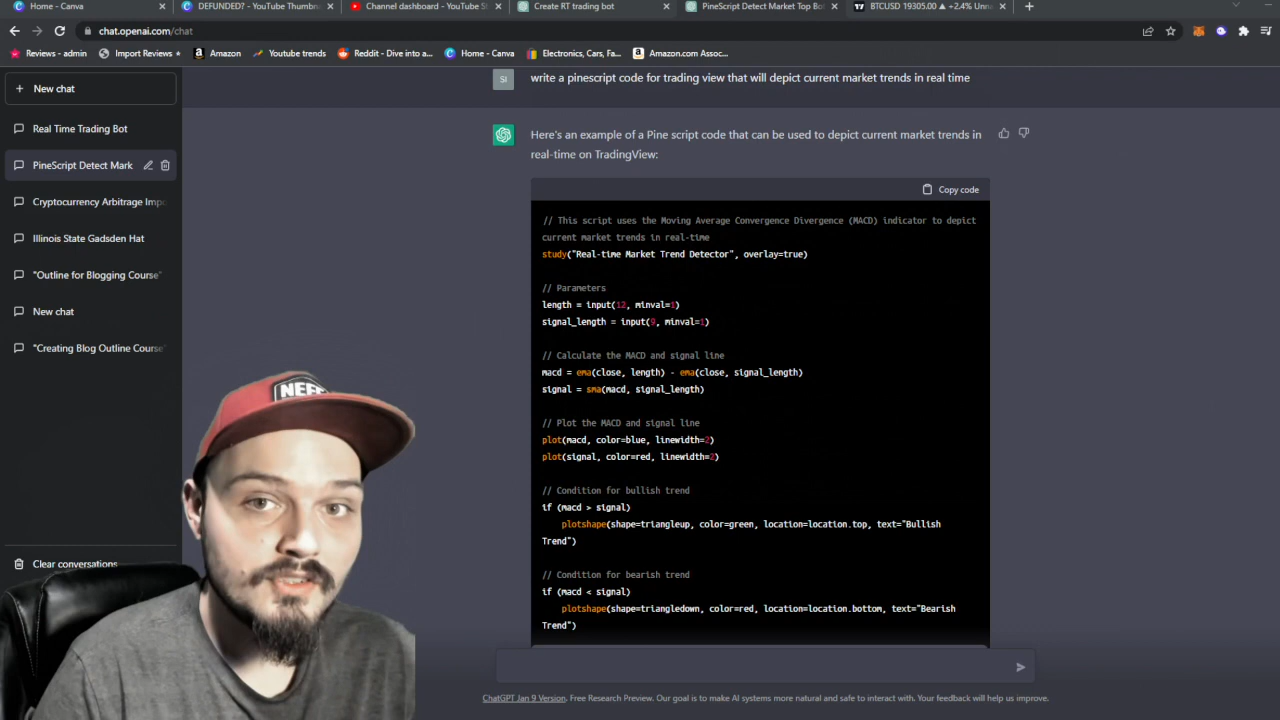 Home - Canva
DEFUNDED? - YouTube Thumbn
Channel dashboard - YouTube St
Create RT trading bot
PineScript Detect Market Top Bot
BTCUSD 19305.00 ▲ +2.4% Unna
chat.openai.com/chat
Reviews - admin
Import Reviews
Amazon
Youtube trends
Reddit - Dive into a...
Home - Canva
Electronics, Cars, Fa...
Amazon.com Assoc...
New chat
Real Time Trading Bot
PineScript Detect Mark
Cryptocurrency Arbitrage Impo
Illinois State Gadsden Hat
"Outline for Blogging Course"
New chat
"Creating Blog Outline Course"
Clear conversations
SI
write a pinescript code for trading view that will depict current market trends in real time
Here's an example of a Pine script code that can be used to depict current market trends in
real-time on TradingView:
Copy code
// This script uses the Moving Average Convergence Divergence (MACD) indicator to depict
current market trends in real-time
study("Real-time Market Trend Detector", overlay=true)
// Parameters
length = input(12, minval=1)
signal_length = input(9, minval=1)
// Calculate the MACD and signal line
macd = ema(close, length) - ema(close, signal_length)
signal = sma(macd, signal_length)
// Plot the MACD and signal line
plot(macd, color=blue, linewidth=2)
plot(signal, color=red, linewidth=2)
// Condition for bullish trend
if (macd > signal)
plotshape(shape=triangleup, color=green, location=location.top, text="Bullish
Trend")
// Condition for bearish trend
if (macd < signal)
plotshape(shape=triangledown, color=red, location=location.bottom, text="Bearish
Trend")
NEFF
ChatGPT Jan 9 Version. Free Research Preview. Our goal is to make AI systems more natural and safe to interact with. Your feedback will help us improve.